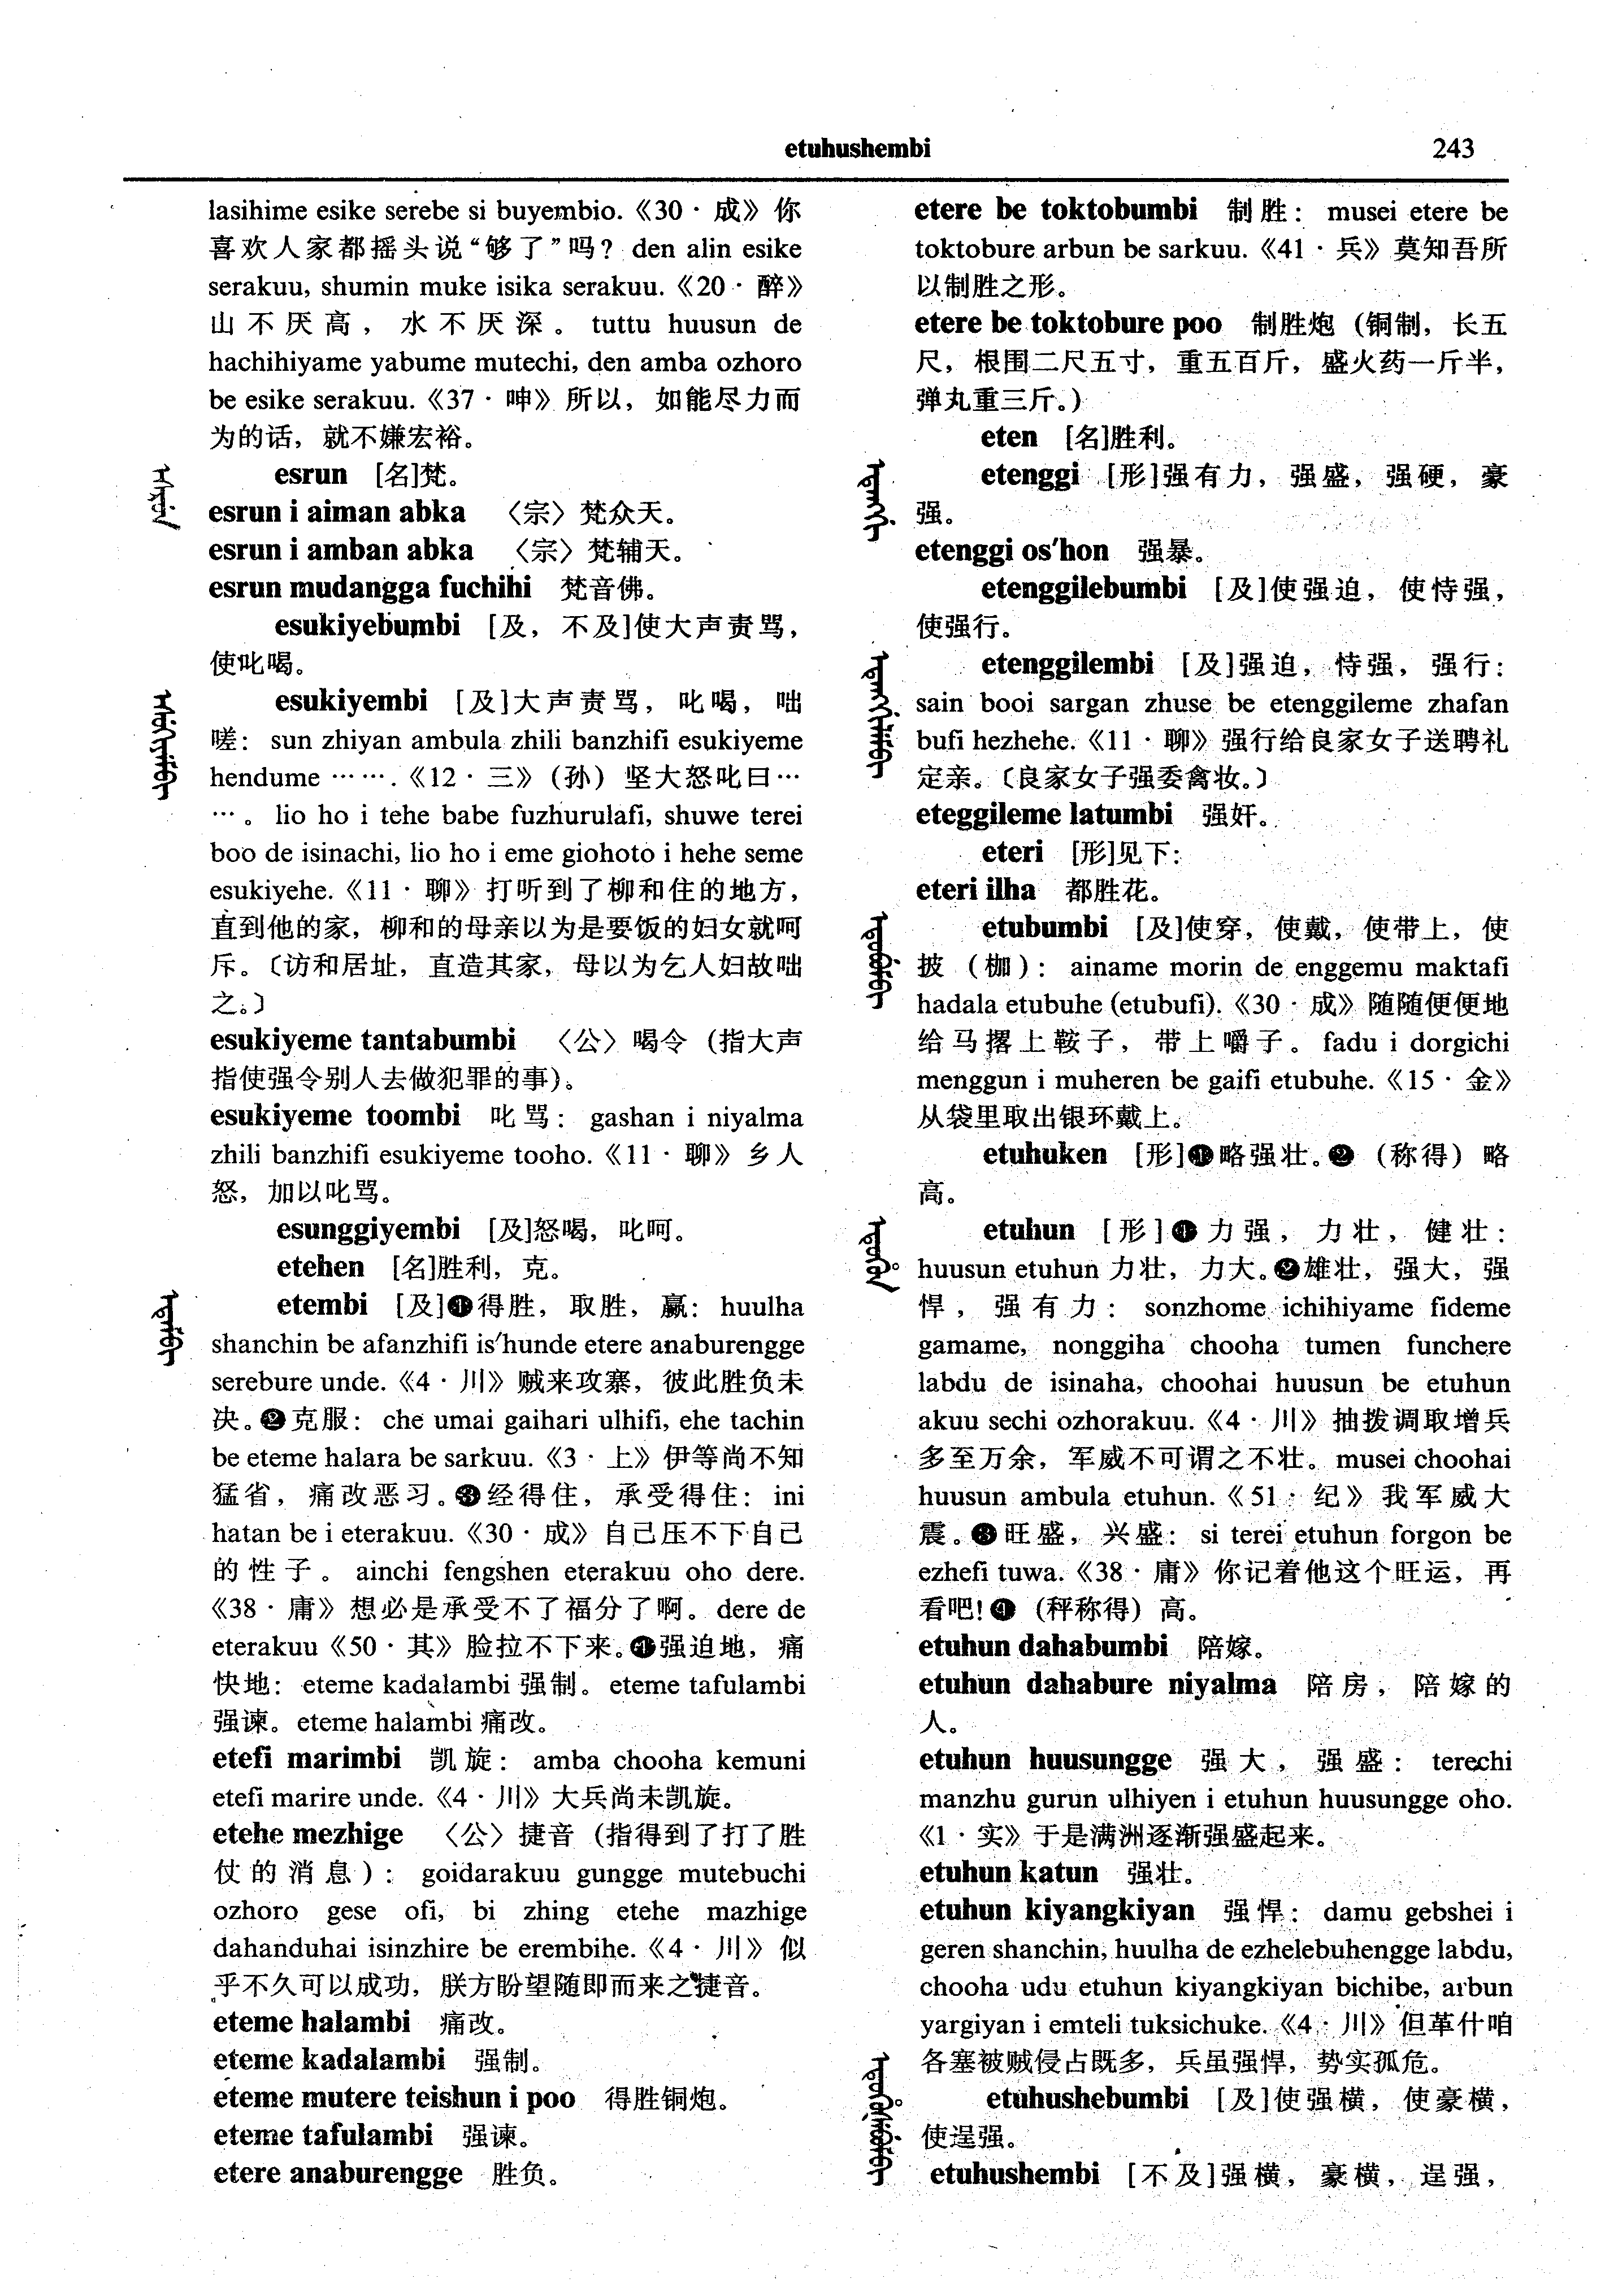 etuhushembi 243
lasihime esike serebe si buyembio.《30 · 成》你
喜欢人家都摇头说“够了”吗? den alin esike
serakuu, shumin muke isika serakuu.《20 · 醉》
山不厌高，水不厌深。tuttu huusun de
hachihiyame yabume mutechi, den amba ozhoro
be esike serakuu.《37 · 呻》所以，如能尽力而
为的话，就不嫌宏裕。
esrun [名]梵。
esrun i aiman abka 〈宗〉梵众天。
esrun i amban abka 〈宗〉梵辅天。
esrun mudangga fuchihi 梵音佛。
esukiyebumbi [及，不及]使大声责骂，
使叱喝。
esukiyembi [及]大声责骂，叱喝，咄
嗟：sun zhiyan ambula zhili banzhifi esukiyeme
hendume …….《12 · 三》(孙) 坚大怒叱曰…
…。lio ho i tehe babe fuzhurulafi, shuwe terei
boo de isinachi, lio ho i eme giohoto i hehe seme
esukiyehe.《11 · 聊》打听到了柳和住的地方，
直到他的家，柳和的母亲以为是要饭的妇女就呵
斥。〔访和居址，直造其家，母以为乞人妇故咄
之。〕
esukiyeme tantabumbi 〈公〉喝令 (指大声
指使强令别人去做犯罪的事)。
esukiyeme toombi 叱骂：gashan i niyalma
zhili banzhifi esukiyeme tooho.《11 · 聊》乡人
怒，加以叱骂。
esunggiyembi [及]怒喝，叱呵。
etehen [名]胜利，克。
etembi [及]❶得胜，取胜，赢：huulha
shanchin be afanzhifi is'hunde etere anaburengge
serebure unde.《4 · 川》贼来攻寨，彼此胜负未
决。❷克服：che umai gaihari ulhifi, ehe tachin
be eteme halara be sarkuu.《3 · 上》伊等尚不知
猛省，痛改恶习。❸经得住，承受得住：ini
hatan be i eterakuu.《30 · 成》自己压不下自己
的性子。ainchi fengshen eterakuu oho dere.
《38 · 庸》想必是承受不了福分了啊。dere de
eterakuu《50 · 其》脸拉不下来。❹强迫地，痛
快地：eteme kadalambi 强制。eteme tafulambi
强谏。eteme halambi 痛改。
etefi marimbi 凯旋：amba chooha kemuni
etefi marire unde.《4 · 川》大兵尚未凯旋。
etehe mezhige 〈公〉捷音 (指得到了打了胜
仗的消息)：goidarakuu gungge mutebuchi
ozhoro gese ofi, bi zhing etehe mazhige
dahanduhai isinzhire be erembihe.《4 · 川》似
乎不久可以成功，朕方盼望随即而来之捷音。
eteme halambi 痛改。
eteme kadalambi 强制。
eteme mutere teishun i poo 得胜铜炮。
eteme tafulambi 强谏。
etere anaburengge 胜负。
etere be toktobumbi 制胜：musei etere be
toktobure arbun be sarkuu.《41 · 兵》莫知吾所
以制胜之形。
etere be toktobure poo 制胜炮 (铜制，长五
尺，根围二尺五寸，重五百斤，盛火药一斤半，
弹丸重三斤。)
eten [名]胜利。
etenggi [形]强有力，强盛，强硬，豪
强。
etenggi os'hon 强暴。
etenggilebumbi [及]使强迫，使恃强，
使强行。
etenggilembi [及]强迫，恃强，强行：
sain booi sargan zhuse be etenggileme zhafan
bufi hezhehe.《11 · 聊》强行给良家女子送聘礼
定亲。〔良家女子强委禽妆。〕
eteggileme latumbi 强奸。
eteri [形]见下：
eteri ilha 都胜花。
etubumbi [及]使穿，使戴，使带上，使
披 (枷)：ainame morin de enggemu maktafi
hadala etubuhe (etubufi).《30 · 成》随随便便地
给马撂上鞍子，带上嚼子。fadu i dorgichi
menggun i muheren be gaifi etubuhe.《15 · 金》
从袋里取出银环戴上。
etuhuken [形]❶略强壮。❷ (称得) 略
高。
etuhun [形]❶力强，力壮，健壮：
huusun etuhun 力壮，力大。❷雄壮，强大，强
悍，强有力：sonzhome ichihiyame fideme
gamame, nonggiha chooha tumen funchere
labdu de isinaha, choohai huusun be etuhun
akuu sechi ozhorakuu.《4 · 川》抽拨调取增兵
多至万余，军威不可谓之不壮。musei choohai
huusun ambula etuhun.《51 · 纪》我军威大
震。❸旺盛，兴盛：si terei etuhun forgon be
ezhefi tuwa.《38 · 庸》你记着他这个旺运，再
看吧!❹ (秤称得) 高。
etuhun dahabumbi 陪嫁。
etuhun dahabure niyalma 陪房，陪嫁的
人。
etuhun huusungge 强大，强盛：terechi
manzhu gurun ulhiyen i etuhun huusungge oho.
《1 · 实》于是满洲逐渐强盛起来。
etuhun katun 强壮。
etuhun kiyangkiyan 强悍：damu gebshei i
geren shanchin, huulha de ezhelebuhengge labdu,
chooha udu etuhun kiyangkiyan bichibe, arbun
yargiyan i emteli tuksichuke.《4 · 川》但革什咱
各塞被贼侵占既多，兵虽强悍，势实孤危。
etuhushebumbi [及]使强横，使豪横，
使逞强。
etuhushembi [不及]强横，豪横，逞强，